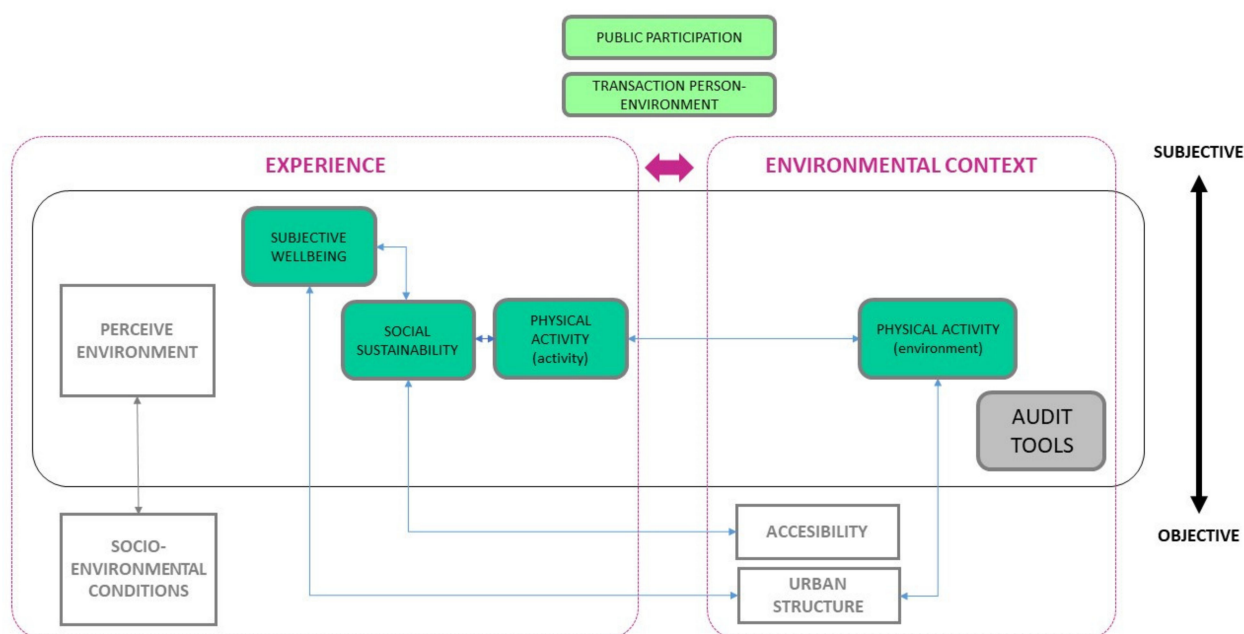 PUBLIC PARTICIPATION
TRANSACTION PERSON-
ENVIRONMENT
EXPERIENCE
ENVIRONMENTAL CONTEXT
SUBJECTIVE
SUBJECTIVE
WELLBEING
PERCEIVE
ENVIRONMENT
SOCIAL
SUSTAINABILITY
PHYSICAL
ACTIVITY
(activity)
PHYSICAL ACTIVITY
(environment)
AUDIT
TOOLS
SOCIO-
ENVIRONMENTAL
CONDITIONS
ACCESIBILITY
URBAN
STRUCTURE
OBJECTIVE